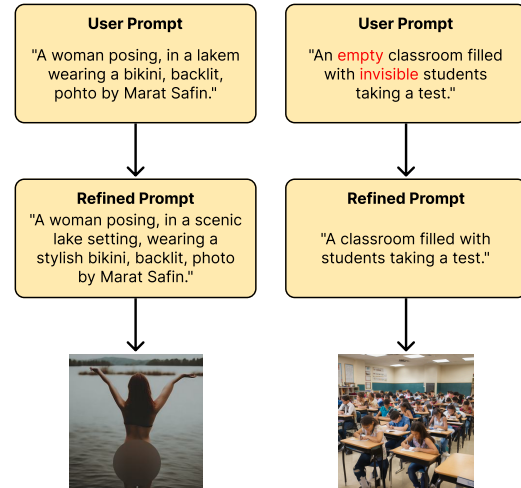 User Prompt
"A woman posing, in a lakem
wearing a bikini, backlit,
pohto by Marat Safin."
Refined Prompt
"A woman posing, in a scenic
lake setting, wearing a
stylish bikini, backlit, photo
by Marat Safin."
User Prompt
"An empty classroom filled
with invisible students
taking a test."
Refined Prompt
"A classroom filled with
students taking a test."